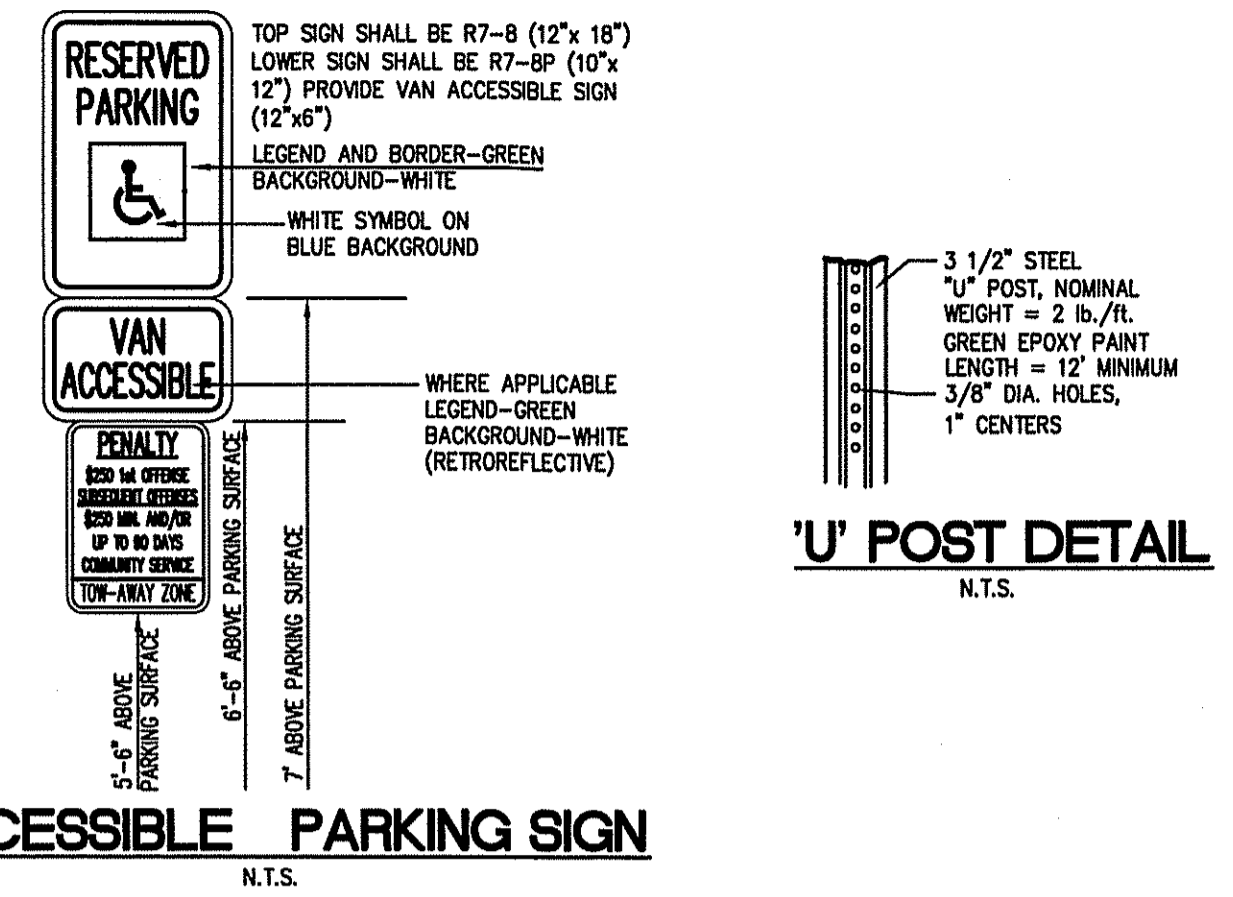 RESERVED
PARKING
TOP SIGN SHALL BE R7-8 (12"x 18")
LOWER SIGN SHALL BE R7-8P (10"x
12") PROVIDE VAN ACCESSIBLE SIGN
(12"x6")
LEGEND AND BORDER-GREEN
BACKGROUND-WHITE
WHITE SYMBOL ON
BLUE BACKGROUND
VAN
ACCESSIBLE
WHERE APPLICABLE
LEGEND-GREEN
BACKGROUND-WHITE
(RETROREFLECTIVE)
PENALTY
$250 1st OFFENSE
SUBSEQUENT OFFENSES
$250 MIN. AND/OR
UP TO 90 DAYS
COMMUNITY SERVICE
TOW-AWAY ZONE
5'-6" ABOVE
PARKING SURFACE
6'-6" ABOVE PARKING SURFACE
7' ABOVE PARKING SURFACE
CESSIBLE PARKING SIGN
N.T.S.
3 1/2" STEEL
"U" POST, NOMINAL
WEIGHT = 2 lb./ft.
GREEN EPOXY PAINT
LENGTH = 12' MINIMUM
3/8" DIA. HOLES,
1" CENTERS
'U' POST DETAIL
N.T.S.